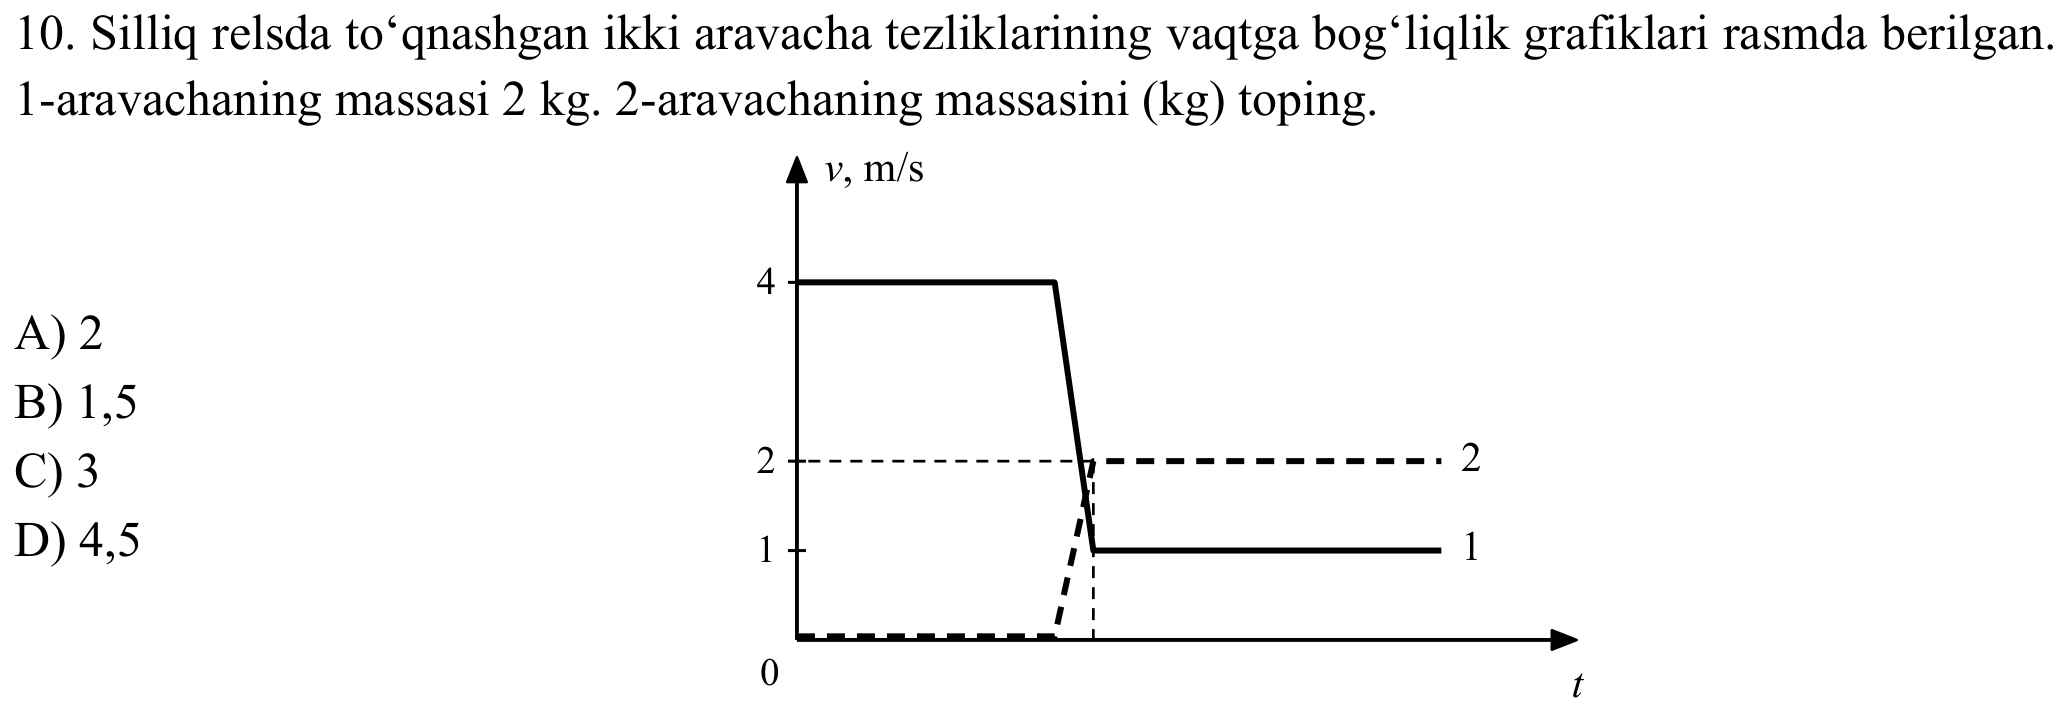 10. Silliq relsda to‘qnashgan ikki aravacha tezliklarining vaqtga bog‘liqlik grafiklari rasmda berilgan.
1-aravachaning massasi 2 kg. 2-aravachaning massasini (kg) toping.
A) 2
B) 1,5
C) 3
D) 4,5
v, m/s
4
2
1
0
2
1
t